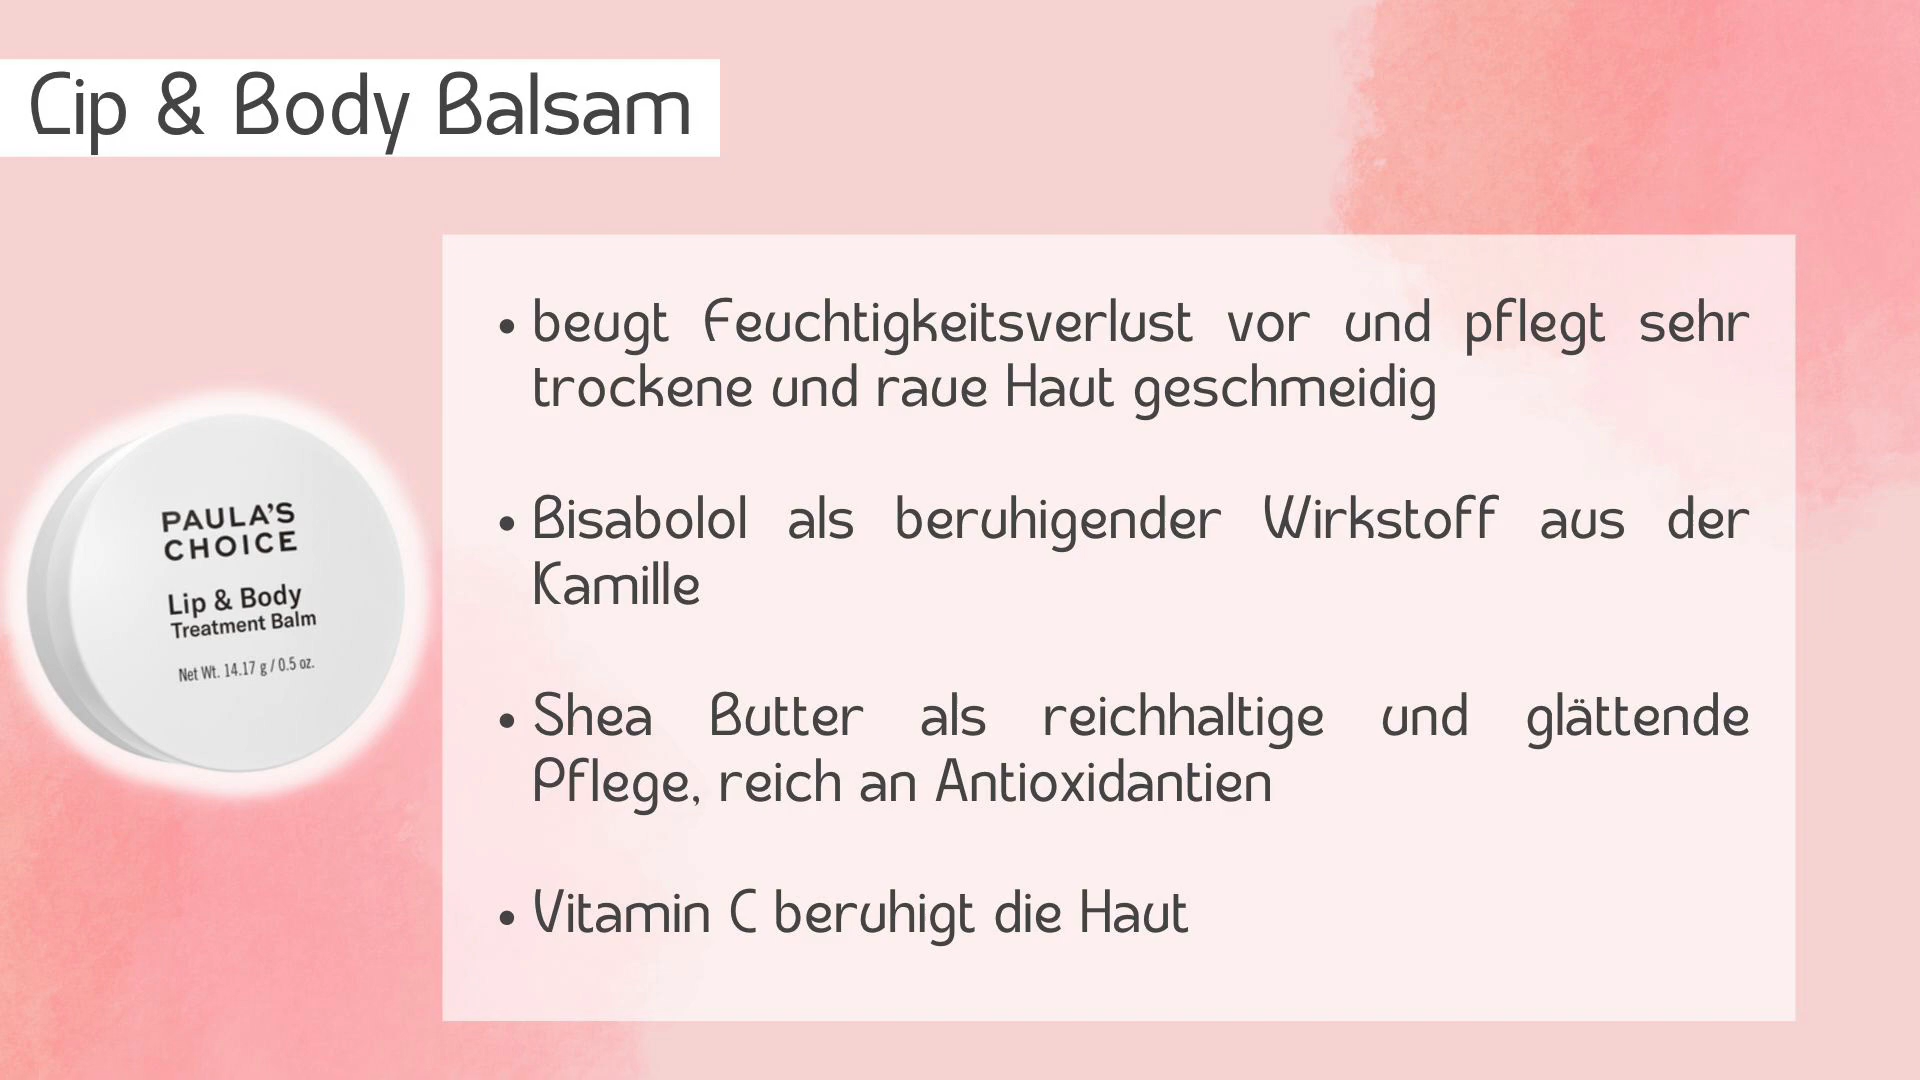 Lip & Body Balsam
PAULA'S
CHOICE
Lip & Body
Treatment Balm
Net Wt. 14.17 g / 0.5 oz.
• beugt Feuchtigkeitsverlust vor und pflegt sehr
trockene und raue Haut geschmeidig
• Bisabolol als beruhigender Wirkstoff aus der
Kamille
• Shea Butter als reichhaltige und glättende
Pflege, reich an Antioxidantien
• Vitamin C beruhigt die Haut